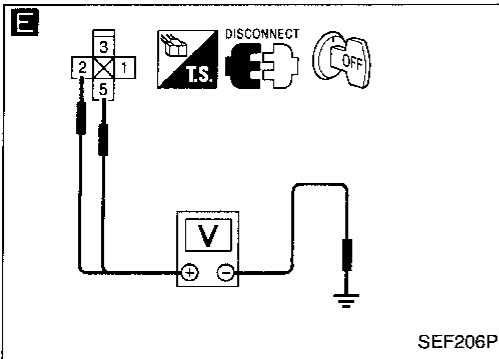 E
DISCONNECT
3
2 1
5
T.S.
OFF
V
+ −
SEF206P